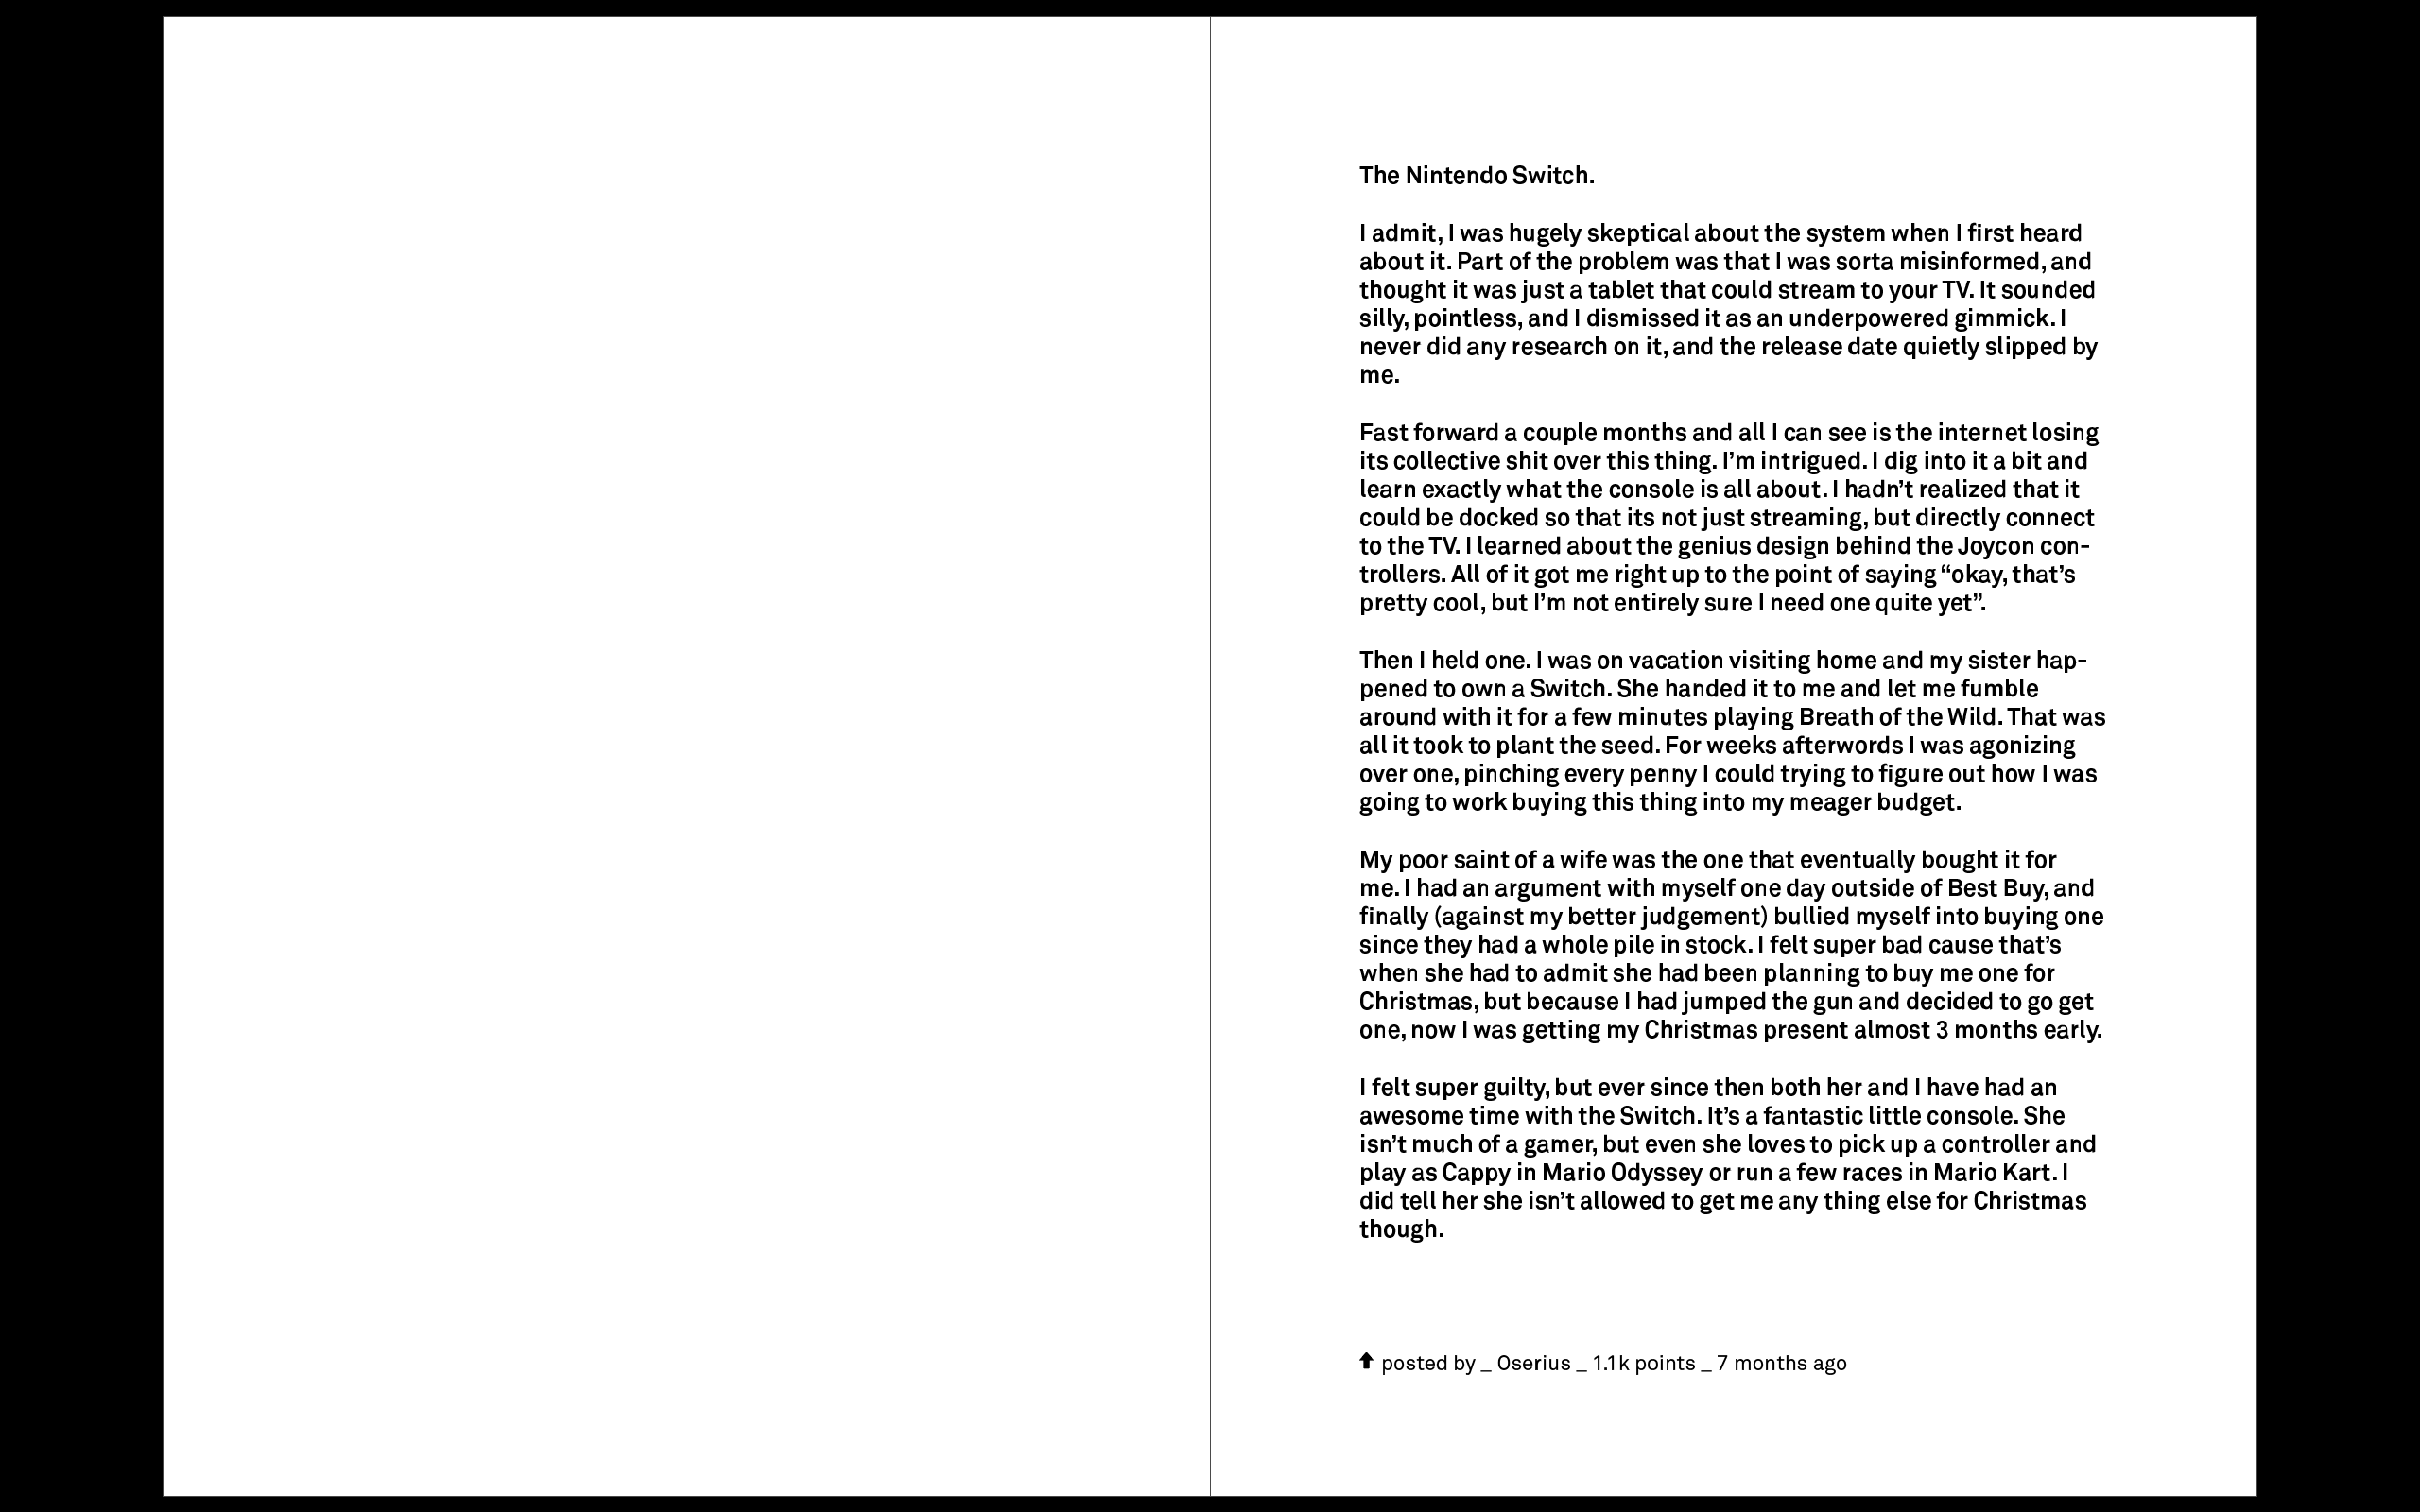 The Nintendo Switch.
I admit, I was hugely skeptical about the system when I first heard
about it. Part of the problem was that I was sorta misinformed, and
thought it was just a tablet that could stream to your TV. It sounded
silly, pointless, and I dismissed it as an underpowered gimmick. I
never did any research on it, and the release date quietly slipped by
me.
Fast forward a couple months and all I can see is the internet losing
its collective shit over this thing. I’m intrigued. I dig into it a bit and
learn exactly what the console is all about. I hadn’t realized that it
could be docked so that its not just streaming, but directly connect
to the TV. I learned about the genius design behind the Joycon con-
trollers. All of it got me right up to the point of saying “okay, that’s
pretty cool, but I’m not entirely sure I need one quite yet”.
Then I held one. I was on vacation visiting home and my sister hap-
pened to own a Switch. She handed it to me and let me fumble
around with it for a few minutes playing Breath of the Wild. That was
all it took to plant the seed. For weeks afterwords I was agonizing
over one, pinching every penny I could trying to figure out how I was
going to work buying this thing into my meager budget.
My poor saint of a wife was the one that eventually bought it for
me. I had an argument with myself one day outside of Best Buy, and
finally (against my better judgement) bullied myself into buying one
since they had a whole pile in stock. I felt super bad cause that’s
when she had to admit she had been planning to buy me one for
Christmas, but because I had jumped the gun and decided to go get
one, now I was getting my Christmas present almost 3 months early.
I felt super guilty, but ever since then both her and I have had an
awesome time with the Switch. It’s a fantastic little console. She
isn’t much of a gamer, but even she loves to pick up a controller and
play as Cappy in Mario Odyssey or run a few races in Mario Kart. I
did tell her she isn’t allowed to get me any thing else for Christmas
though.
posted by _ Oserius _ 1.1k points _ 7 months ago